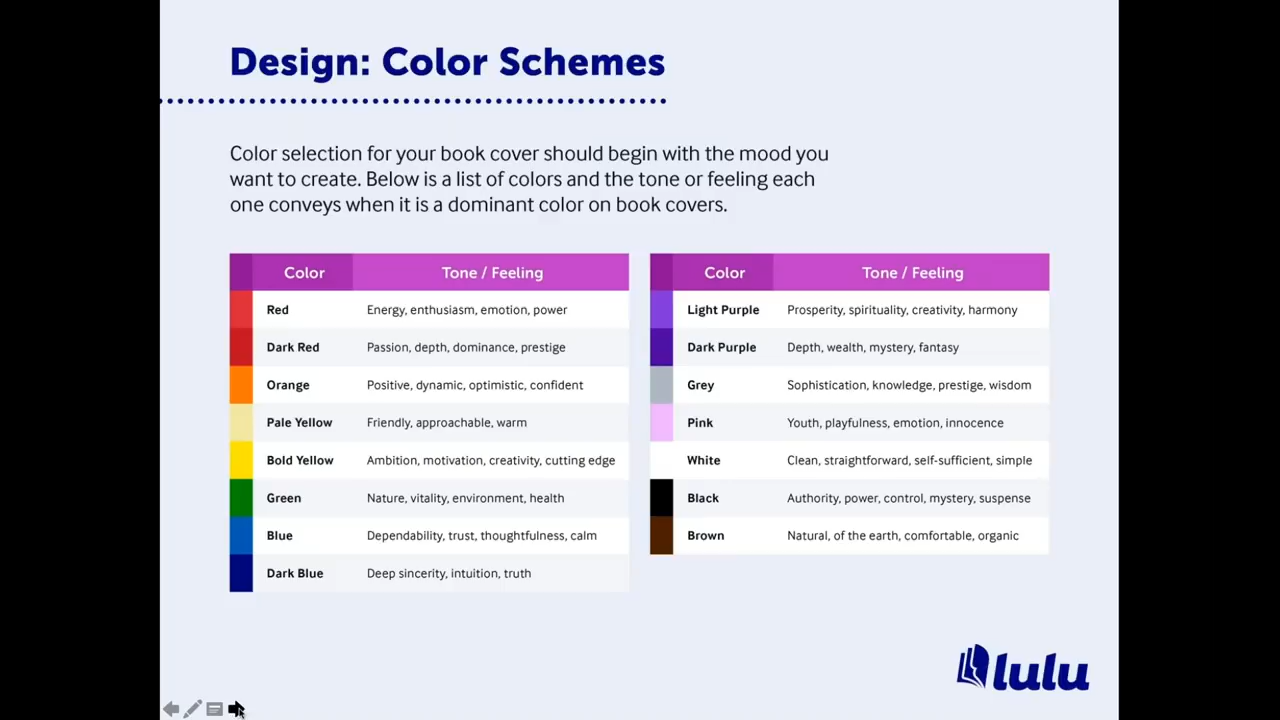 Design: Color Schemes
Color selection for your book cover should begin with the mood you
want to create. Below is a list of colors and the tone or feeling each
one conveys when it is a dominant color on book covers.
Color Tone / Feeling
Red Energy, enthusiasm, emotion, power
Dark Red Passion, depth, dominance, prestige
Orange Positive, dynamic, optimistic, confident
Pale Yellow Friendly, approachable, warm
Bold Yellow Ambition, motivation, creativity, cutting edge
Green Nature, vitality, environment, health
Blue Dependability, trust, thoughtfulness, calm
Dark Blue Deep sincerity, intuition, truth
Color Tone / Feeling
Light Purple Prosperity, spirituality, creativity, harmony
Dark Purple Depth, wealth, mystery, fantasy
Grey Sophistication, knowledge, prestige, wisdom
Pink Youth, playfulness, emotion, innocence
White Clean, straightforward, self-sufficient, simple
Black Authority, power, control, mystery, suspense
Brown Natural, of the earth, comfortable, organic
lulu